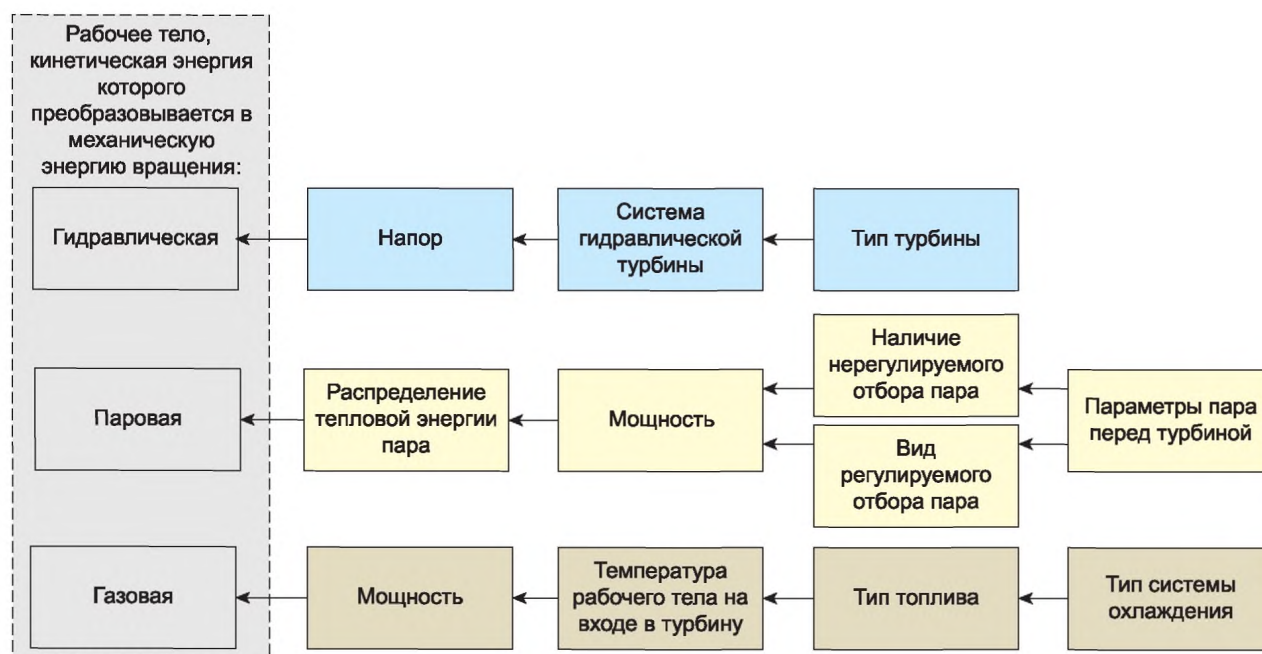 Рабочее тело,
кинетическая энергия
которого
преобразовывается в
механическую
энергию вращения:
Гидравлическая
Напор
Система
гидравлической
турбины
Тип турбины
Паровая
Распределение
тепловой энергии
пара
Мощность
Наличие
нерегулируемого
отбора пара
Вид
регулируемого
отбора пара
Параметры пара
перед турбиной
Газовая
Мощность
Температура
рабочего тела на
входе в турбину
Тип топлива
Тип системы
охлаждения